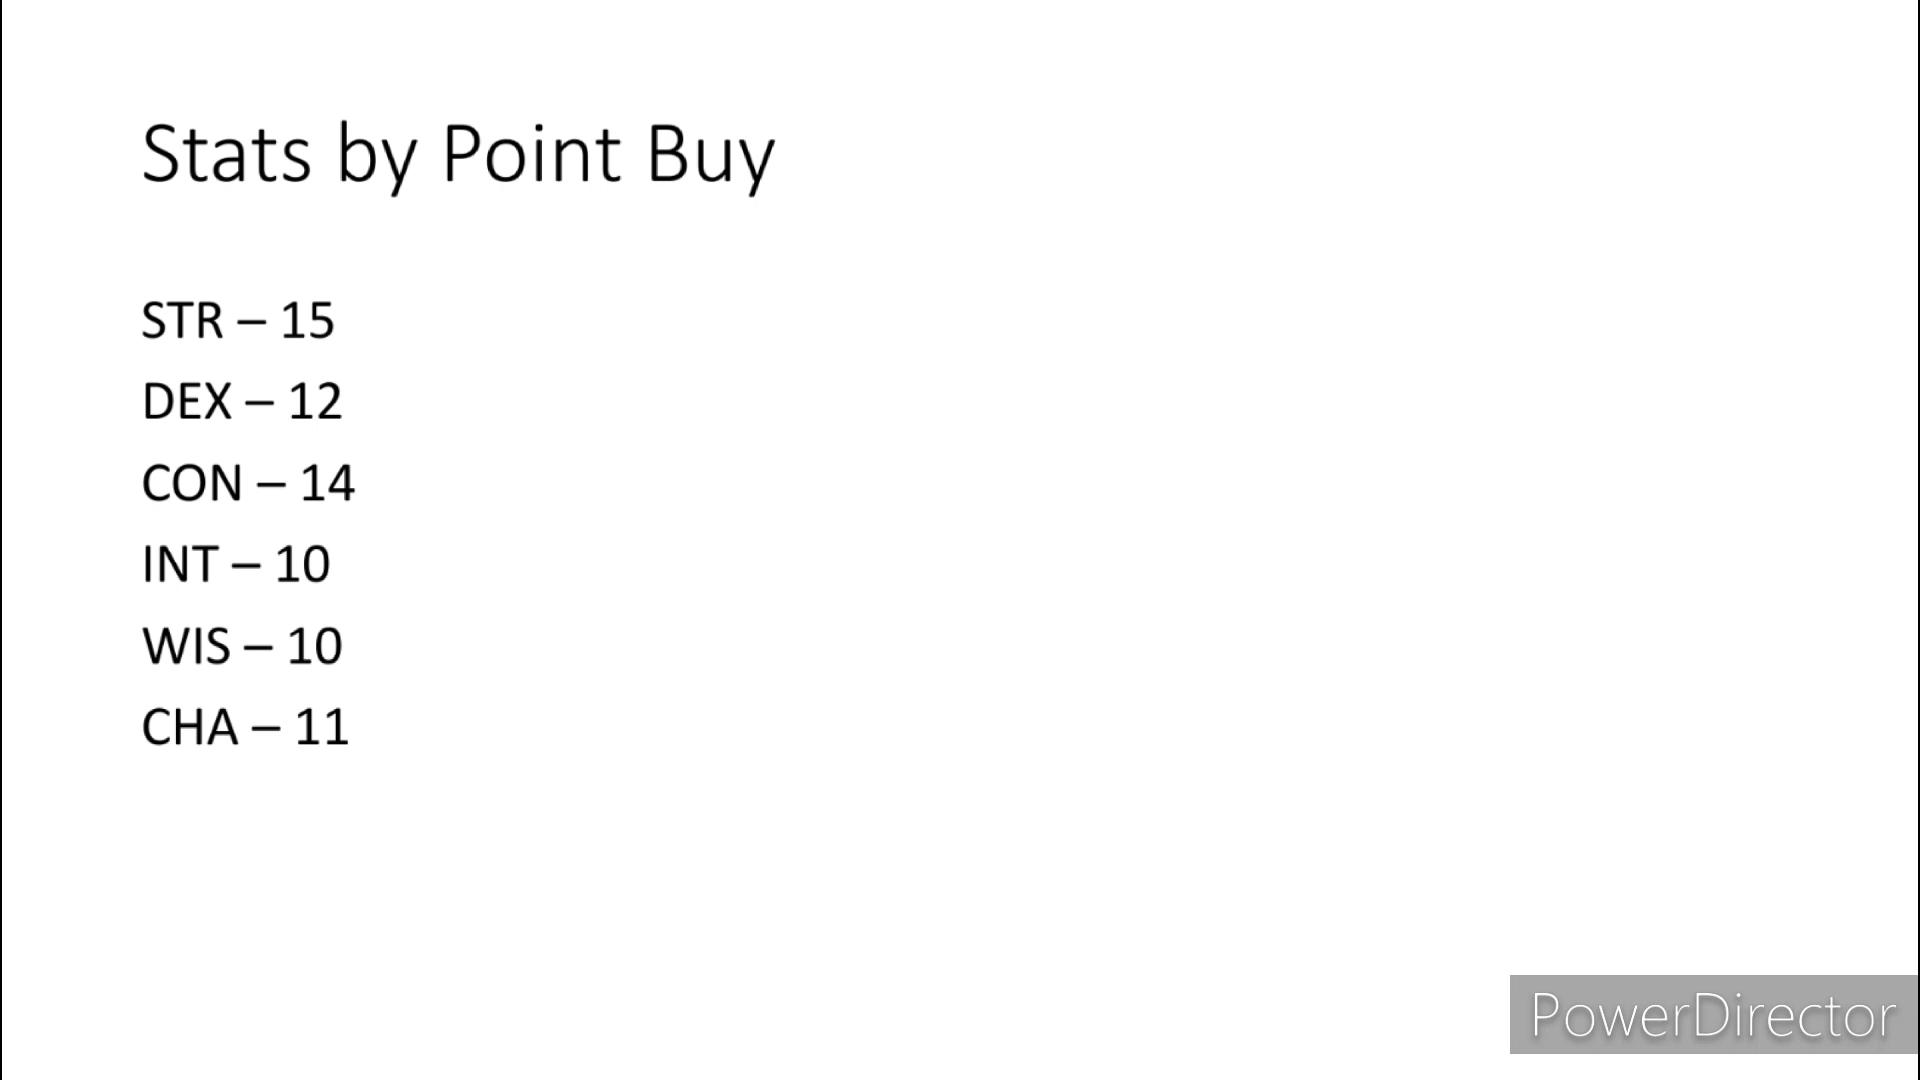 Stats by Point Buy
STR – 15
DEX – 12
CON – 14
INT – 10
WIS – 10
CHA – 11
PowerDirector